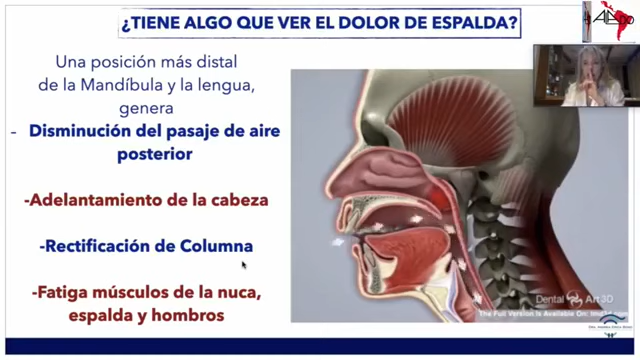 ¿TIENE ALGO QUE VER EL DOLOR DE ESPALDA?
Una posición más distal
de la Mandíbula y la lengua,
genera
- Disminución del pasaje de aire
posterior
-Adelantamiento de la cabeza
-Rectificación de Columna
-Fatiga músculos de la nuca,
espalda y hombros
Dental Art3D
The Full Version Is Available On: